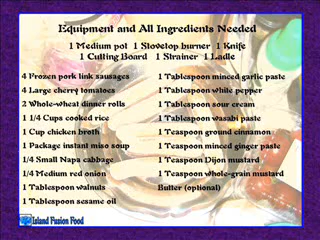 Equipment and All Ingredients Needed
1 Medium pot 1 Stovetop burner 1 Knife
1 Cutting Board 1 Strainer 1 Ladle
4 Frozen pork link sausages
4 Large cherry tomatoes
2 Whole-wheat dinner rolls
1 1/4 Cups cooked rice
1 Cup chicken broth
1 Package instant miso soup
1/4 Small Napa cabbage
1/4 Medium red onion
1 Tablespoon walnuts
1 Tablespoon sesame oil
1 Tablespoon minced garlic paste
1 Tablespoon white pepper
1 Tablespoon sour cream
1 Tablespoon wasabi paste
1 Teaspoon ground cinnamon
1 Teaspoon minced ginger paste
1 Teaspoon Dijon mustard
1 Teaspoon whole-grain mustard
Butter (optional)
Island Fusion Food